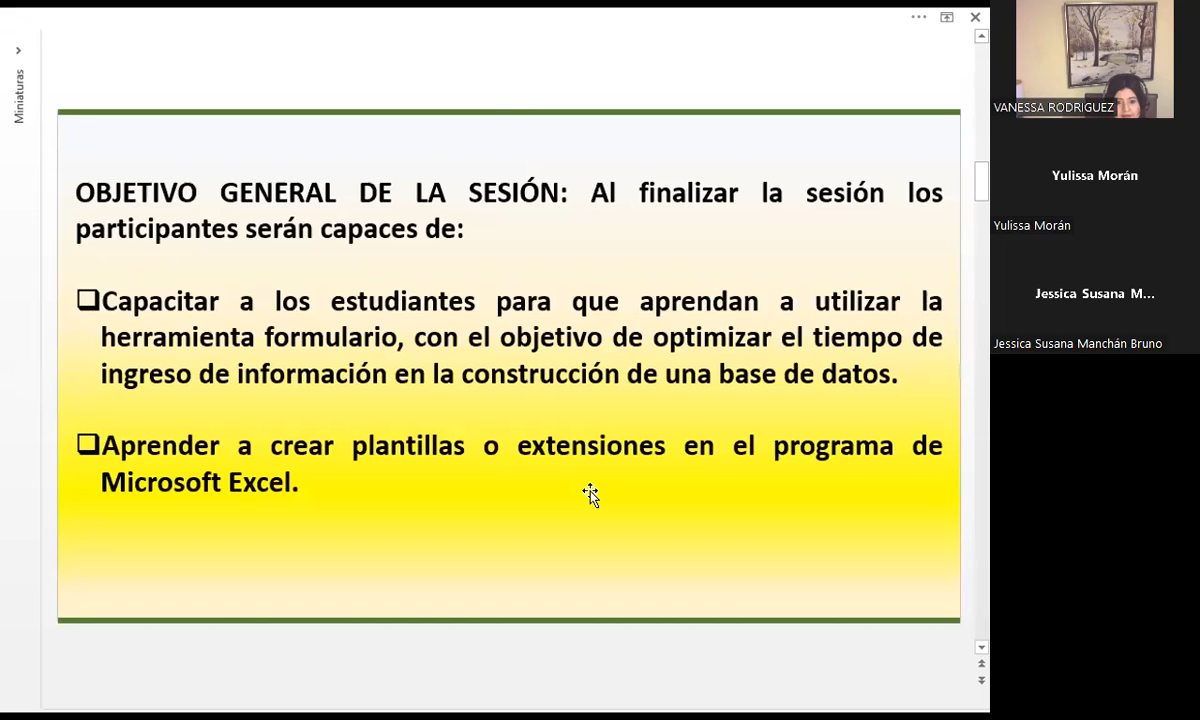 Miniaturas
OBJETIVO GENERAL DE LA SESIÓN: Al finalizar la sesión los
participantes serán capaces de:
❑Capacitar a los estudiantes para que aprendan a utilizar la
herramienta formulario, con el objetivo de optimizar el tiempo de
ingreso de información en la construcción de una base de datos.
❑Aprender a crear plantillas o extensiones en el programa de
Microsoft Excel.
VANESSA RODRIGUEZ
Yulissa Morán
Yulissa Morán
Jessica Susana M...
Jessica Susana Manchán Bruno